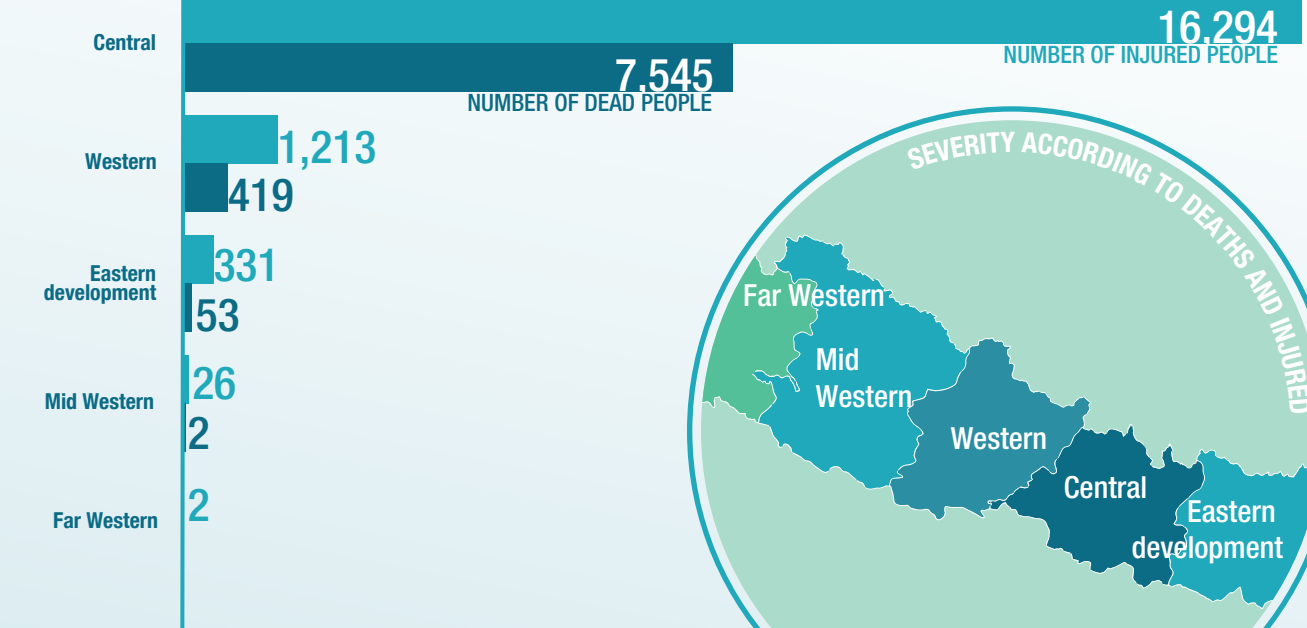 Central
16,294
NUMBER OF INJURED PEOPLE
7,545
NUMBER OF DEAD PEOPLE
Western
1,213
419
Eastern
development
331
53
Mid Western
26
2
Far Western
2
SEVERITY ACCORDING TO DEATHS AND INJURED
Far Western
Mid
Western
Western
Central
Eastern
development